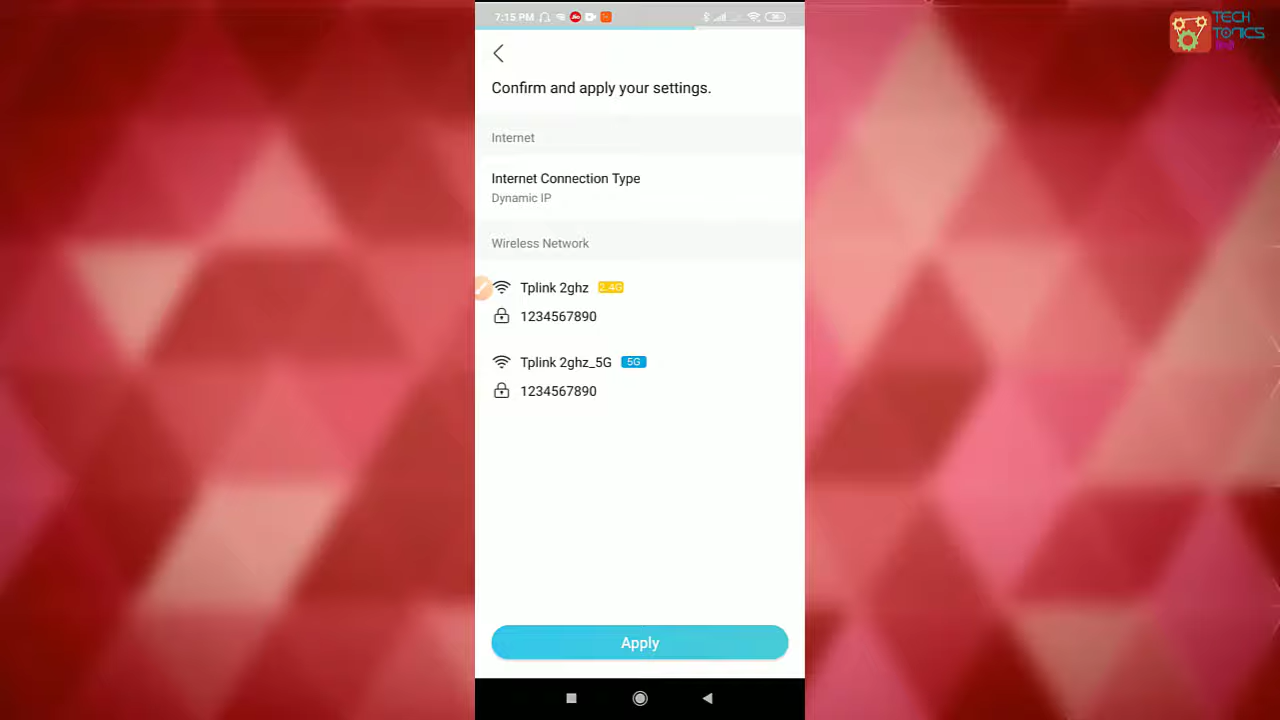 7:15 PM
TECH
TONICS
हिन्दी
Confirm and apply your settings.
Internet
Internet Connection Type
Dynamic IP
Wireless Network
Tplink 2ghz 2.4G
1234567890
Tplink 2ghz_5G 5G
1234567890
Apply